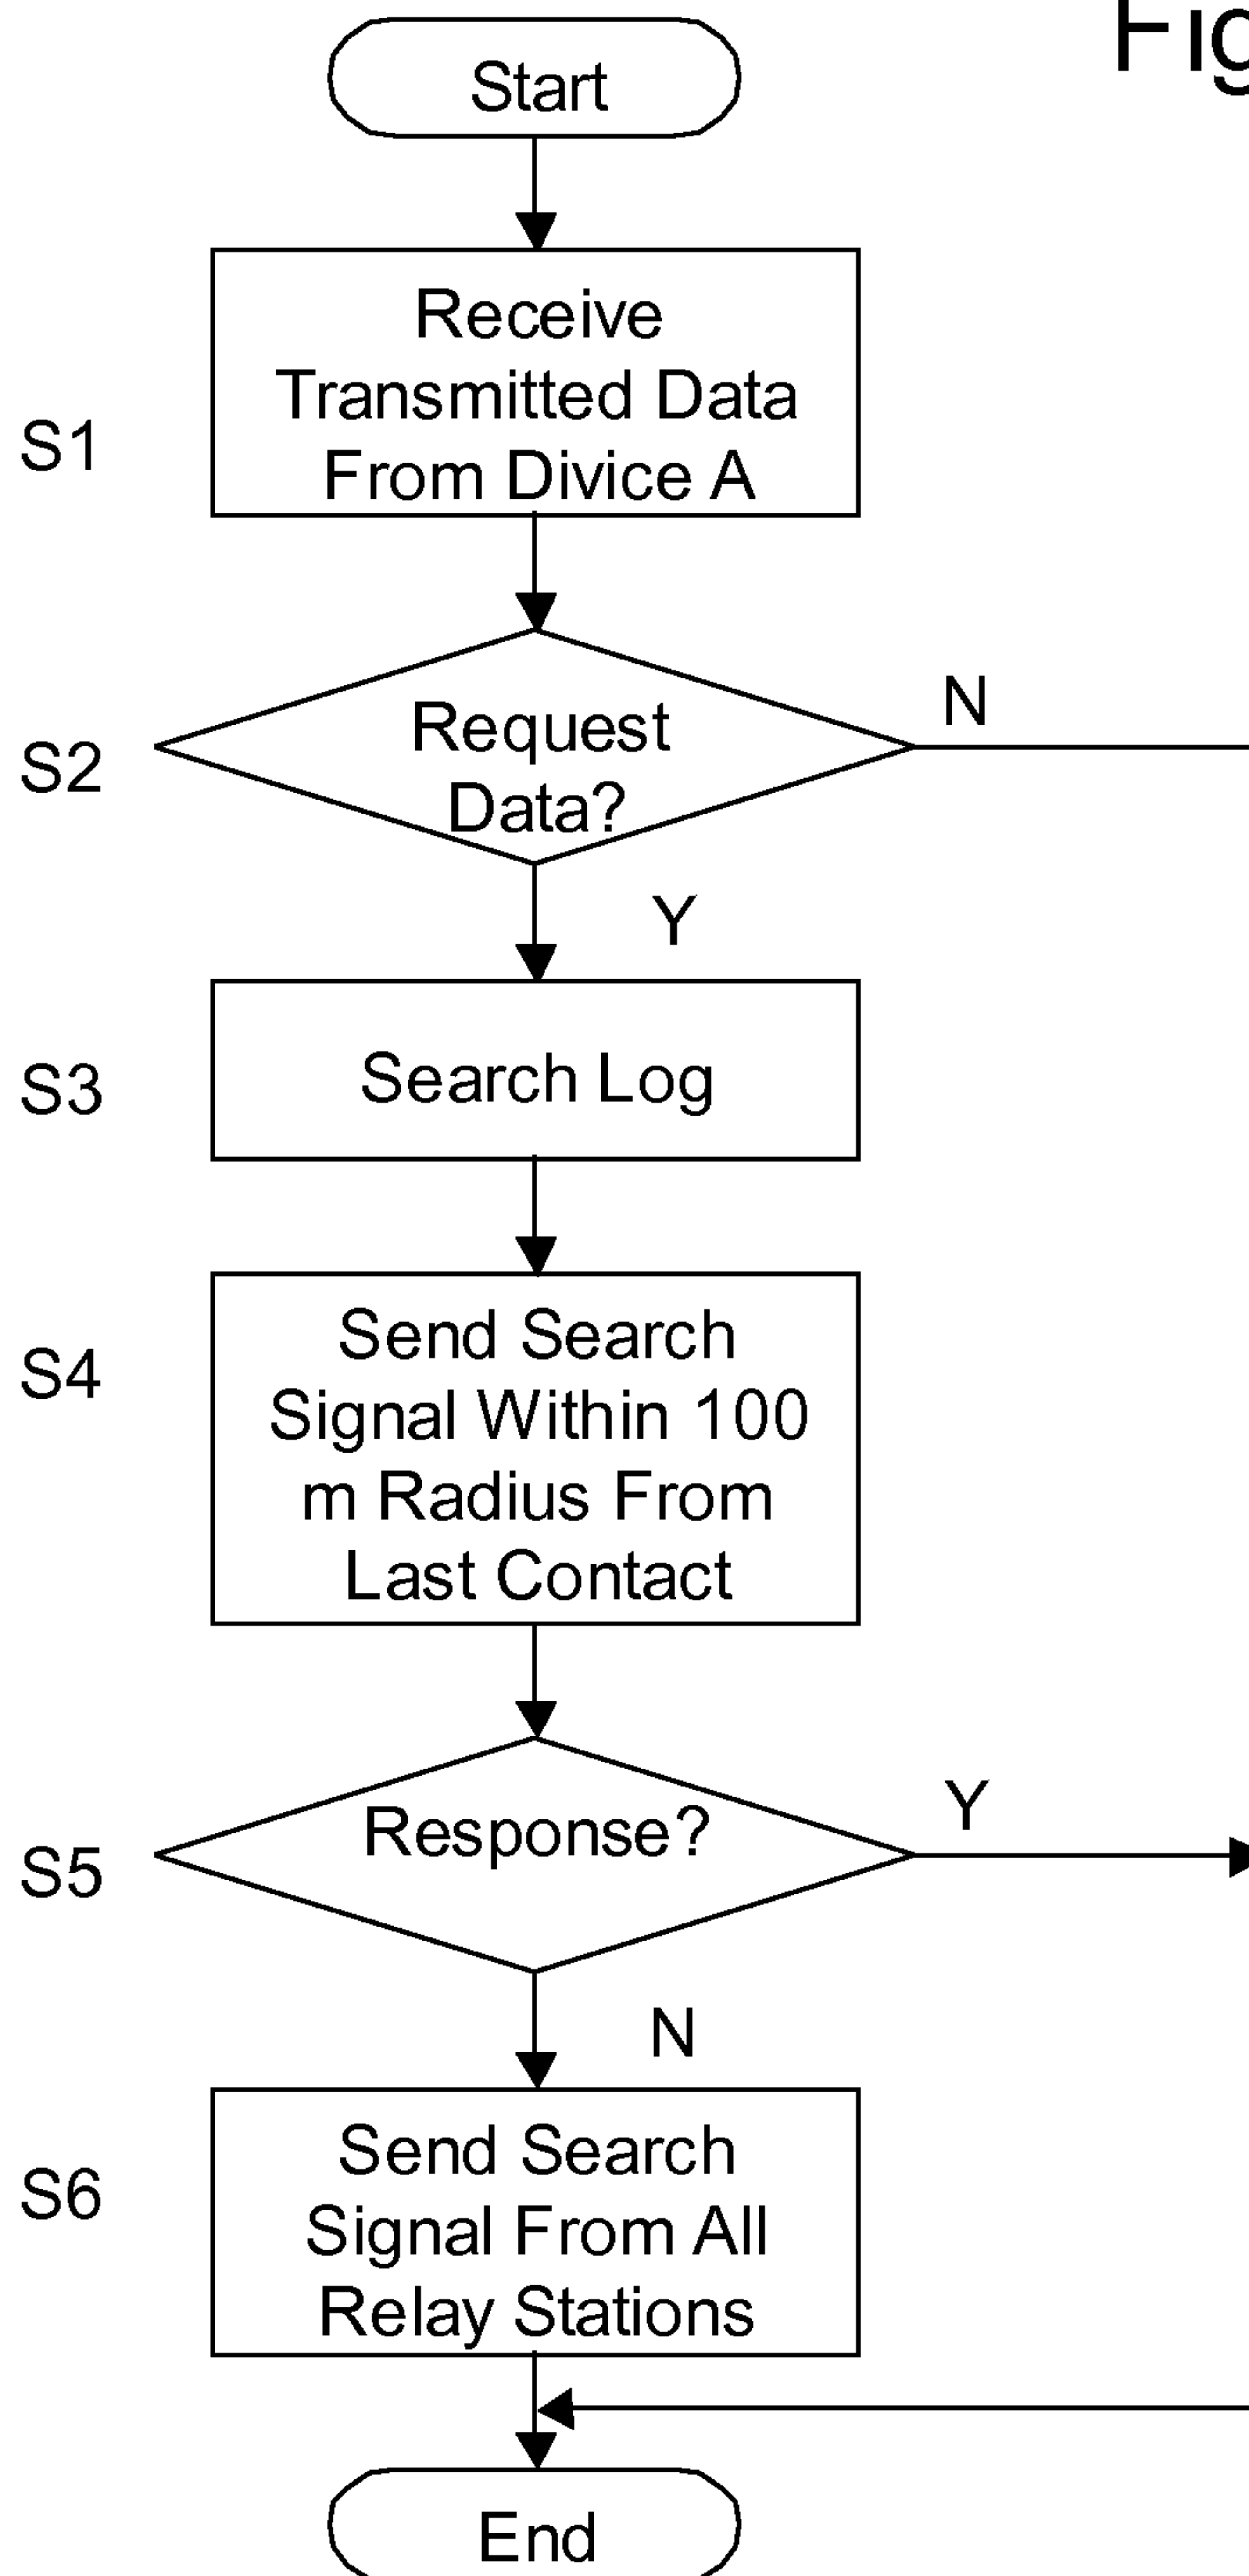 Fig
Start
Receive
Transmitted Data
From Divice A
S1
Request
Data?
N
S2
Y
Search Log
S3
Send Search
Signal Within 100
m Radius From
Last Contact
S4
Response?
Y
S5
N
Send Search
Signal From All
Relay Stations
S6
End